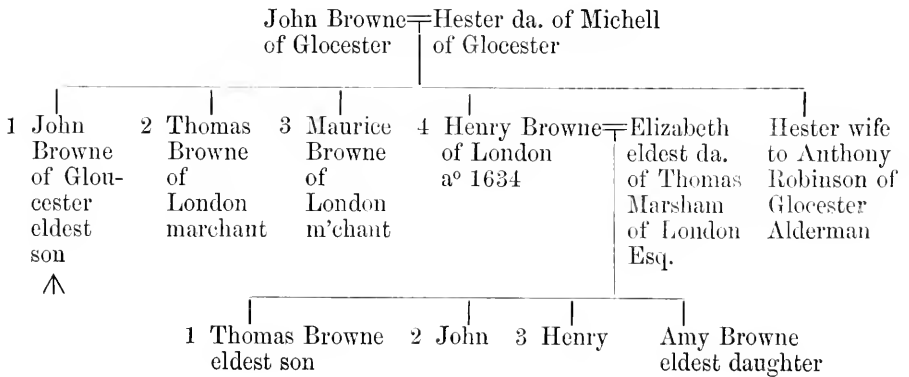 John Browne=Hester da. of Michell
of Glocester of Glocester
1 John
Browne
of Glou-
cester
eldest
son
2 Thomas
Browne
of
London
marchant
3 Maurice
Browne
of
London
m'chant
4 Henry Browne=Elizabeth
of London
aº 1634
eldest da.
of Thomas
Marsham
of London
Esq.
Hester wife
to Anthony
Robinson of
Glocester
Alderman
1 Thomas Browne
eldest son
2 John
3 Henry
Amy Browne
eldest daughter